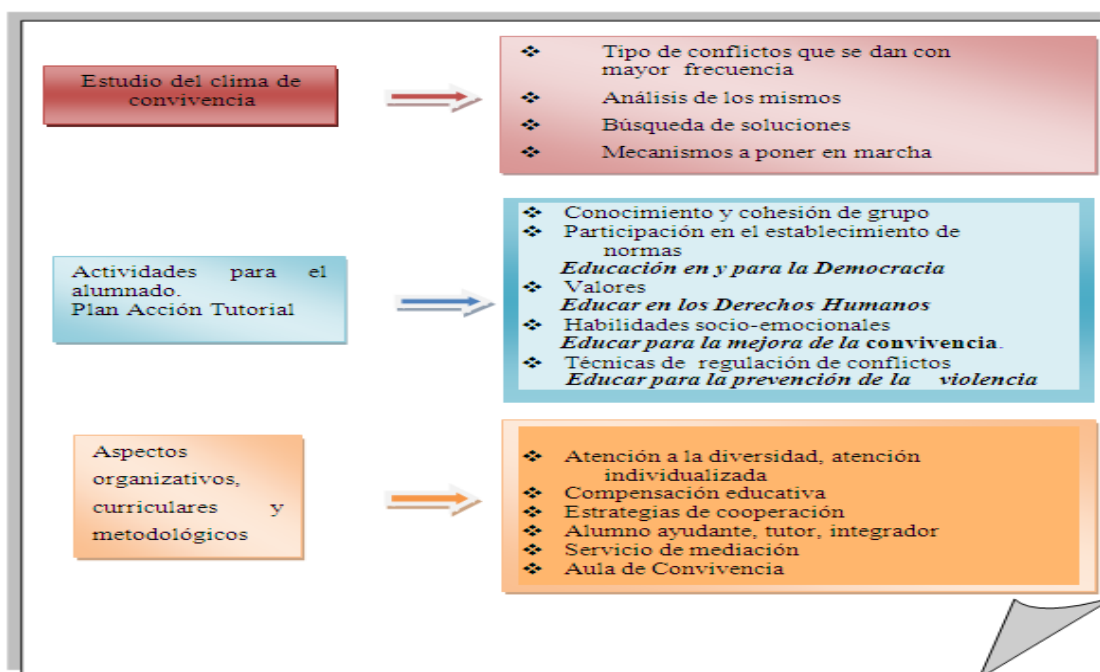 Estudio del clima de
convivencia
❖ Tipo de conflictos que se dan con
mayor frecuencia
❖ Análisis de los mismos
❖ Búsqueda de soluciones
❖ Mecanismos a poner en marcha
Actividades para el
alumnado.
Plan Acción Tutorial
❖ Conocimiento y cohesión de grupo
❖ Participación en el establecimiento de
normas
Educación en y para la Democracia
❖ Valores
Educar en los Derechos Humanos
❖ Habilidades socio-emocionales
Educar para la mejora de la convivencia.
❖ Técnicas de regulación de conflictos
Educar para la prevención de la violencia
Aspectos
organizativos,
curriculares y
metodológicos
❖ Atención a la diversidad, atención
individualizada
❖ Compensación educativa
❖ Estrategias de cooperación
❖ Alumno ayudante, tutor, integrador
❖ Servicio de mediación
❖ Aula de Convivencia